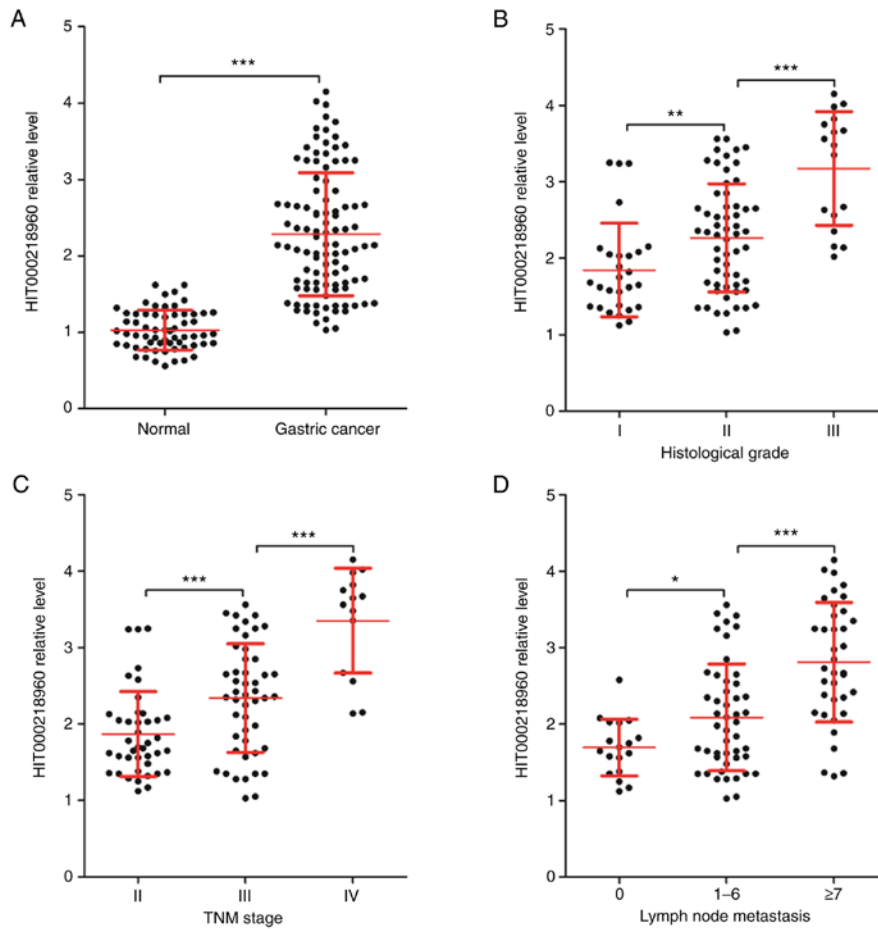 A
HIT000218960 relative level
5
4
3
2
1
0
***
Normal
Gastric cancer
B
HIT000218960 relative level
5
4
3
2
1
0
**
***
I
II
III
Histological grade
C
HIT000218960 relative level
5
4
3
2
1
0
***
***
II
III
IV
TNM stage
D
HIT000218960 relative level
5
4
3
2
1
0
*
***
0
1–6
≥7
Lymph node metastasis